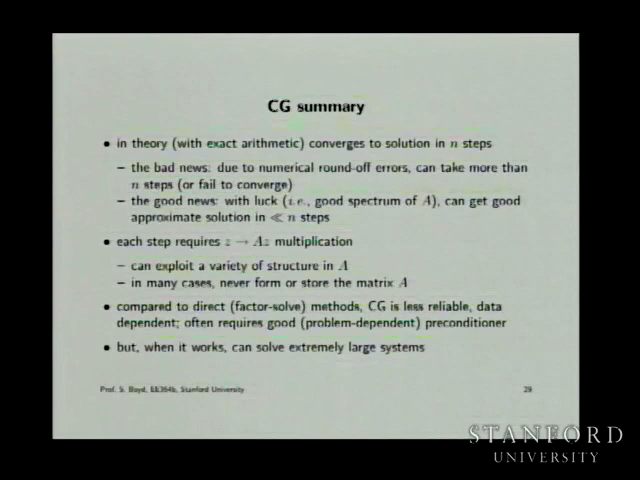 CG summary
• in theory (with exact arithmetic) converges to solution in n steps
– the bad news: due to numerical round-off errors, can take more than
n steps (or fail to converge)
– the good news: with luck (i.e., good spectrum of A), can get good
approximate solution in ≪ n steps
• each step requires z → Az multiplication
– can exploit a variety of structure in A
– in many cases, never form or store the matrix A
• compared to direct (factor-solve) methods, CG is less reliable, data
dependent; often requires good (problem-dependent) preconditioner
• but, when it works, can solve extremely large systems
Prof. S. Boyd, EE364b, Stanford University
29
STANFORD
UNIVERSITY